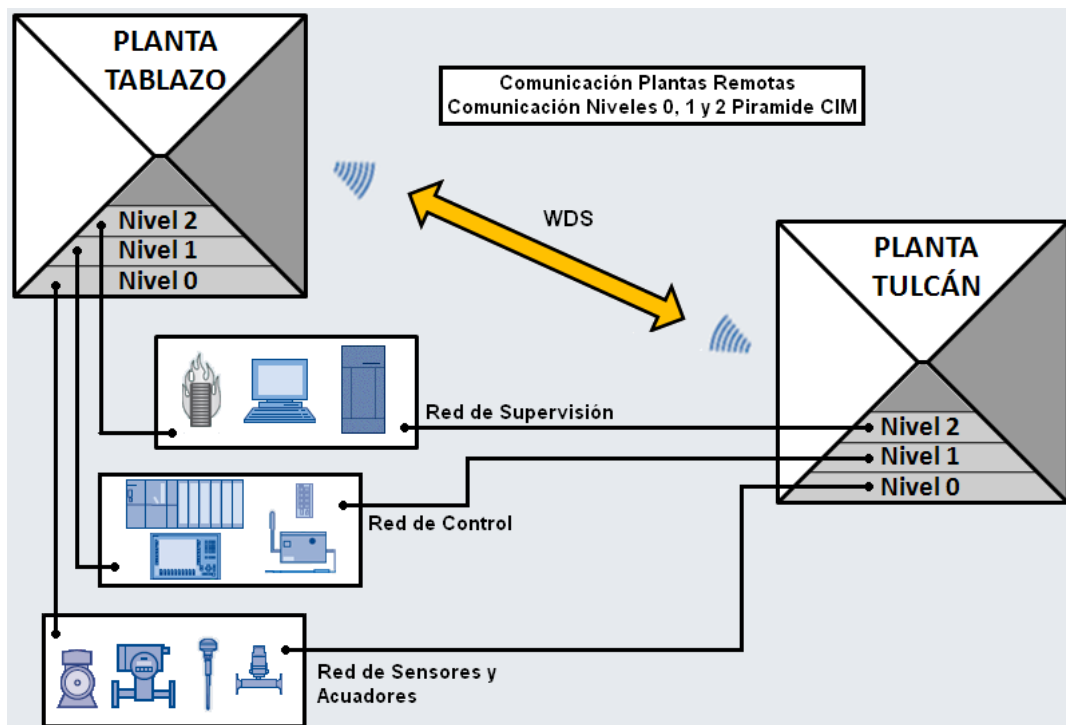 PLANTA
TABLAZO
Comunicación Plantas Remotas
Comunicación Niveles 0, 1 y 2 Piramide CIM
WDS
Nivel 2
Nivel 1
Nivel 0
PLANTA
TULCÁN
Nivel 2
Nivel 1
Nivel 0
Red de Supervisión
Red de Control
Red de Sensores y
Acuadores